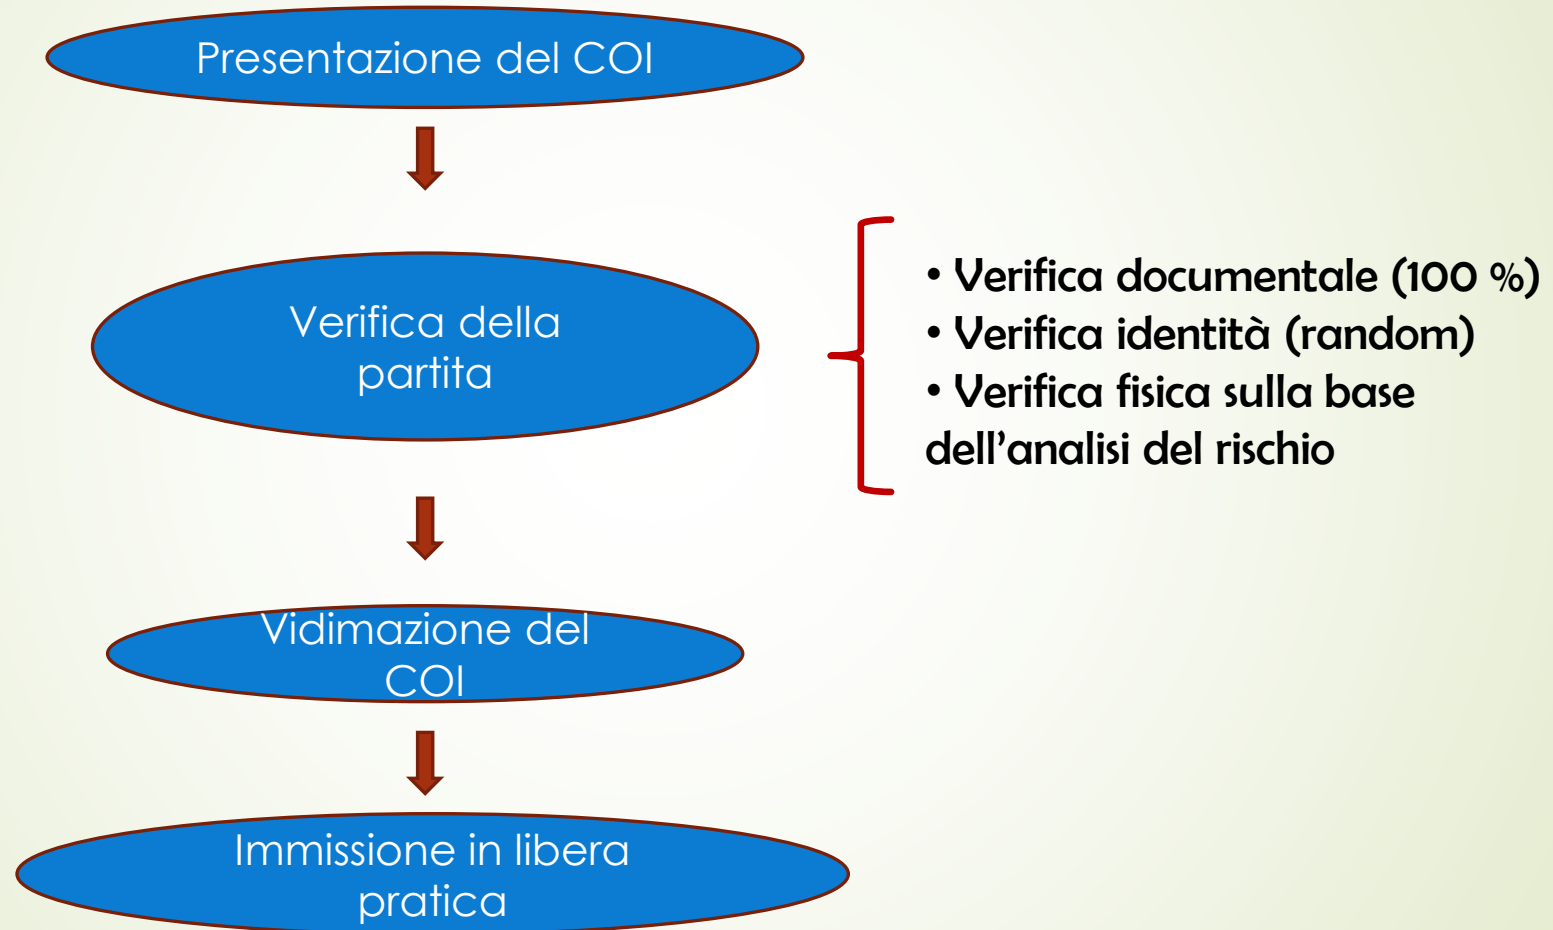 Presentazione del COI
Verifica della
partita
• Verifica documentale (100 %)
• Verifica identità (random)
• Verifica fisica sulla base
dell’analisi del rischio
Vidimazione del
COI
Immissione in libera
pratica